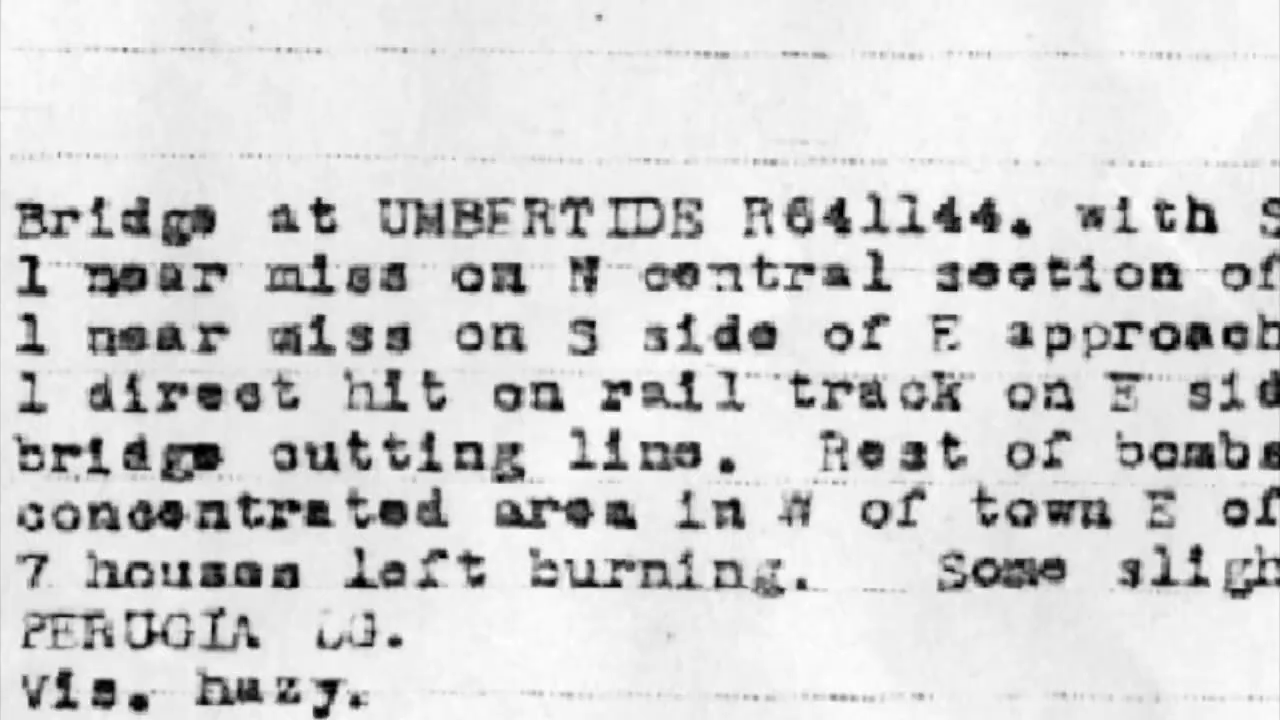 Bridge at UMBERTIDE R641144. with S
1 near miss on N central section of
1 near miss on S side of E approach
1 direct hit on rail track on E sid
bridge cutting line. Rest of bombs
concentrated area in W of town E of
7 houses left burning. Some sligh
PERUGIA LG.
Vis. hazy.